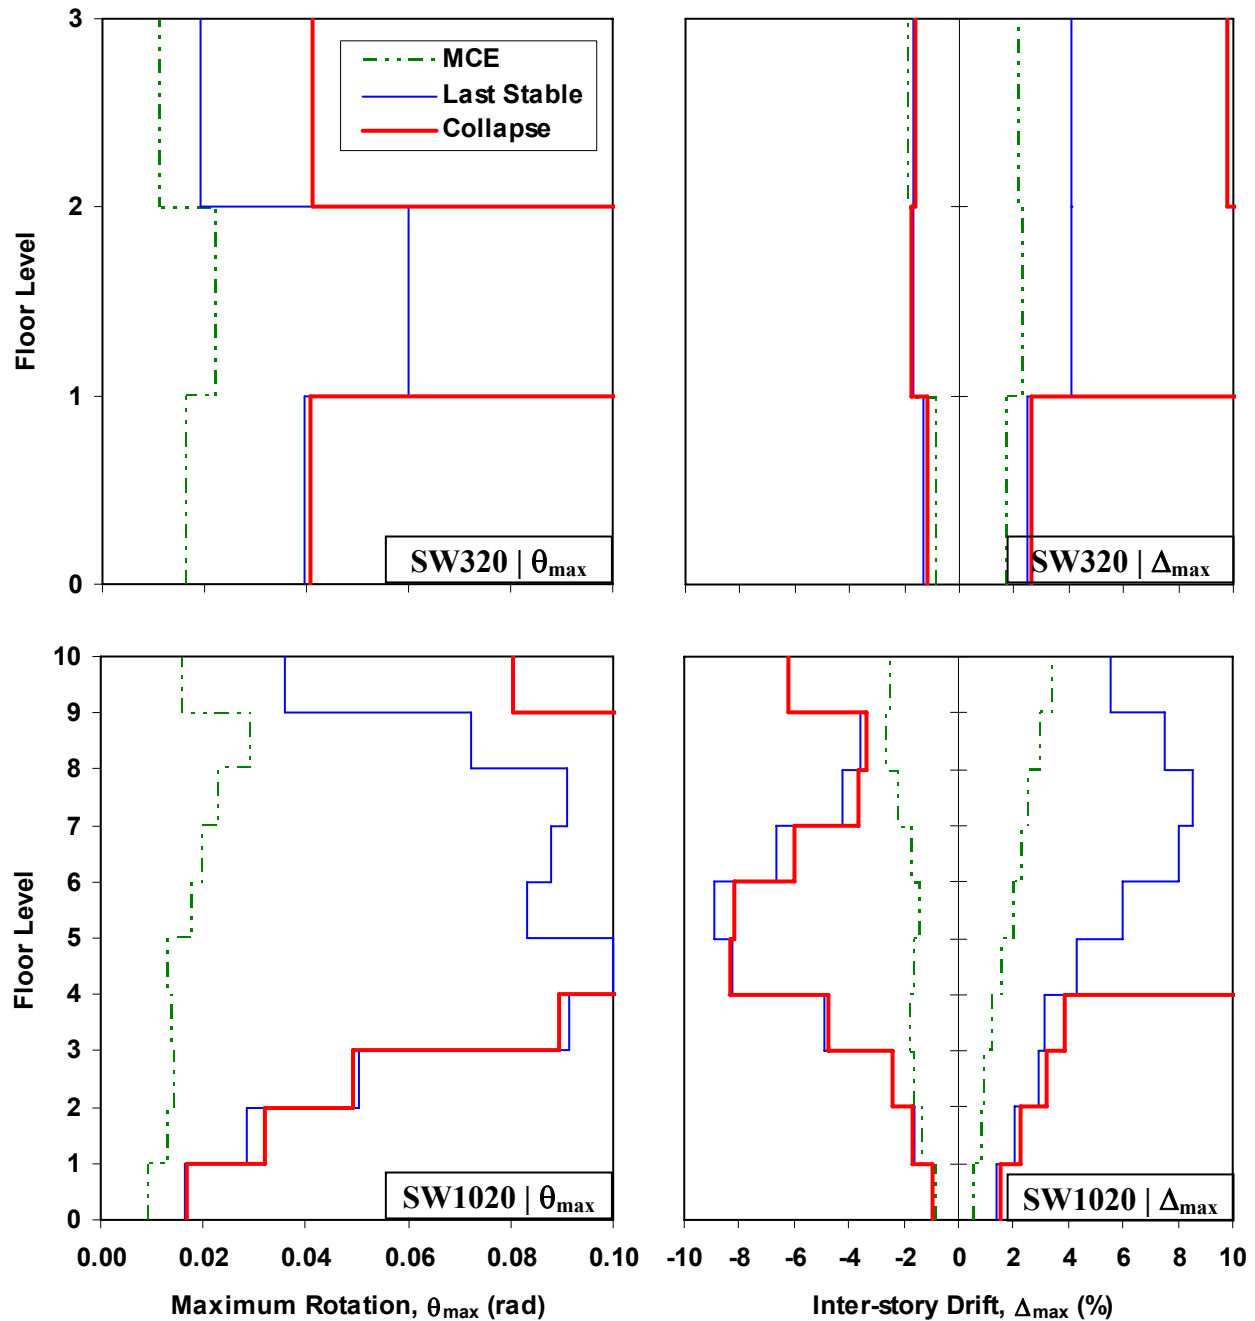 3
2
1
0
Floor Level
MCE
Last Stable
Collapse
SW320 | θmax
SW320 | Δmax
10
9
8
7
6
5
4
3
2
1
0
Floor Level
SW1020 | θmax
SW1020 | Δmax
0.00 0.02 0.04 0.06 0.08 0.10
-10 -8 -6 -4 -2 0 2 4 6 8 10
Maximum Rotation, θmax (rad)
Inter-story Drift, Δmax (%)